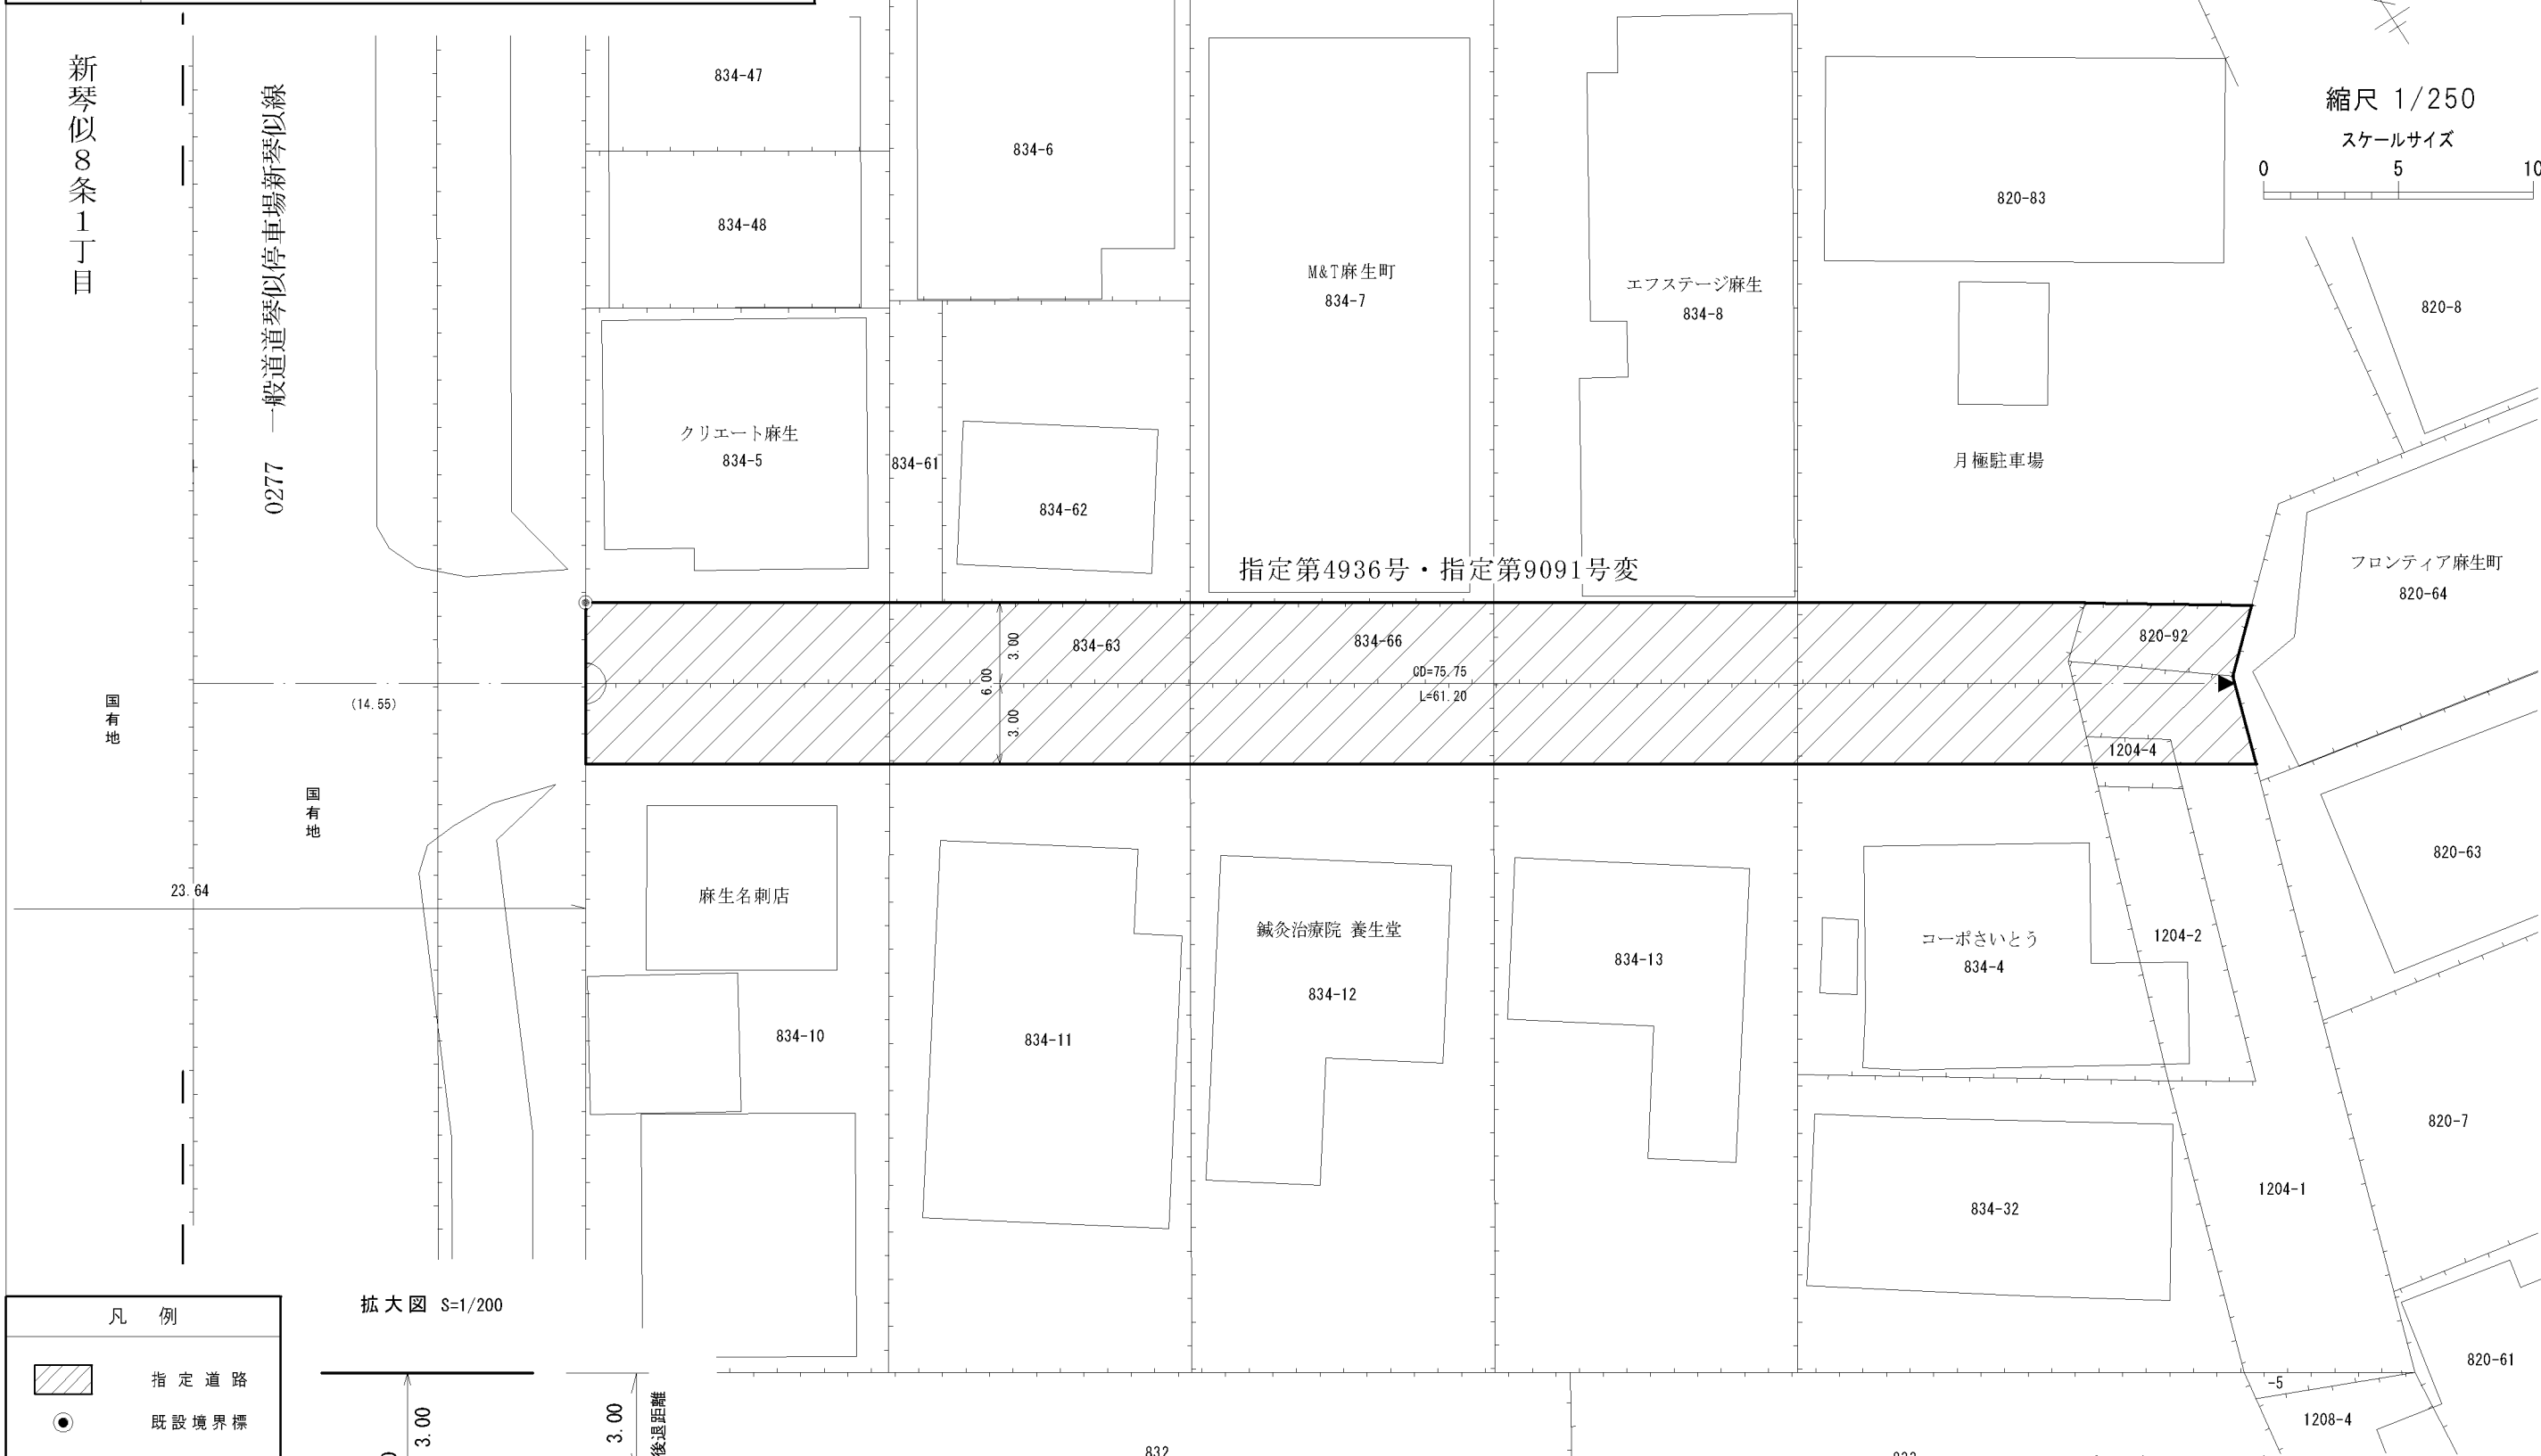 新琴似8条1丁目
0277 一般道道琴似停車場新琴似線
834-47
834-6
834-48
M&T麻生町
834-7
エフステージ麻生
834-8
820-83
縮尺 1/250
スケールサイズ
0 5 10
820-8
クリエート麻生
834-5
834-61
834-62
月極駐車場
指定第4936号・指定第9091号変
フロンティア麻生町
820-64
834-63
834-66
820-92
3.00
6.00
3.00
CD=75.75
L=61.20
(14.55)
国有地
国有地
1204-4
23.64
麻生名刺店
834-10
834-11
鍼灸治療院 養生堂
834-12
834-13
コーポさいとう
834-4
1204-2
820-63
820-7
1204-1
834-32
820-61
-5
1208-4
拡大図 S=1/200
凡 例
指定道路
既設境界標
3.00
3.00
後退距離
832